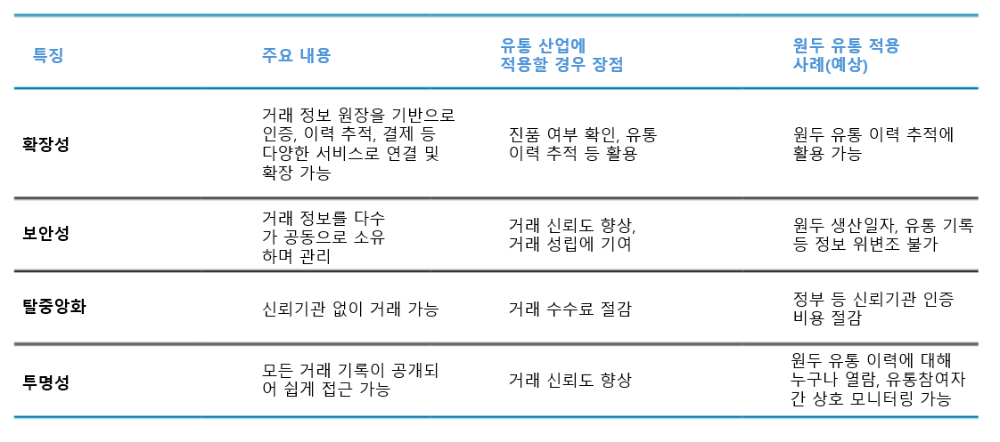 특징
주요 내용
유통 산업에
적용할 경우 장점
원두 유통 적용
사례(예상)
확장성
거래 정보 원장을 기반으로
인증, 이력 추적, 결제 등
다양한 서비스로 연결 및
확장 가능
진품 여부 확인, 유통
이력 추적 등 활용
원두 유통 이력 추적에
활용 가능
보안성
거래 정보를 다수
가 공동으로 소유
하며 관리
거래 신뢰도 향상,
거래 성립에 기여
원두 생산일자, 유통 기록
등 정보 위변조 불가
탈중앙화
신뢰기관 없이 거래 가능
거래 수수료 절감
정부 등 신뢰기관 인증
비용 절감
투명성
모든 거래 기록이 공개되
어 쉽게 접근 가능
거래 신뢰도 향상
원두 유통 이력에 대해
누구나 열람, 유통참여자
간 상호 모니터링 가능